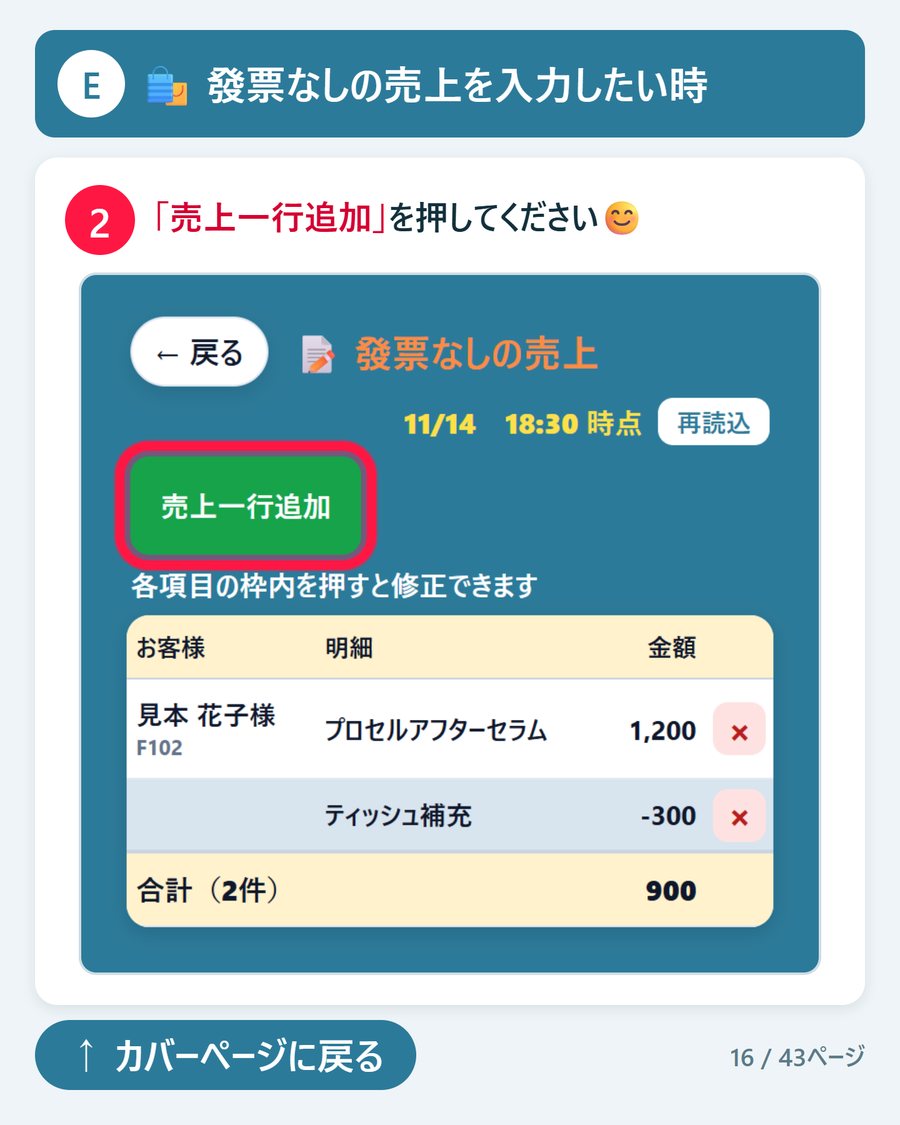 E 發票なしの売上を入力したい時
2 「売上一行追加」を押してください
← 戻る 發票なしの売上
11/14 18:30 時点 再読込
売上一行追加
各項目の枠内を押すと修正できます
お客様 明細 金額
見本 花子様 プロセルアフターセラム 1,200 ×
F102
ティッシュ補充 -300 ×
合計（2件） 900
↑ カバーページに戻る 16 / 43ページ